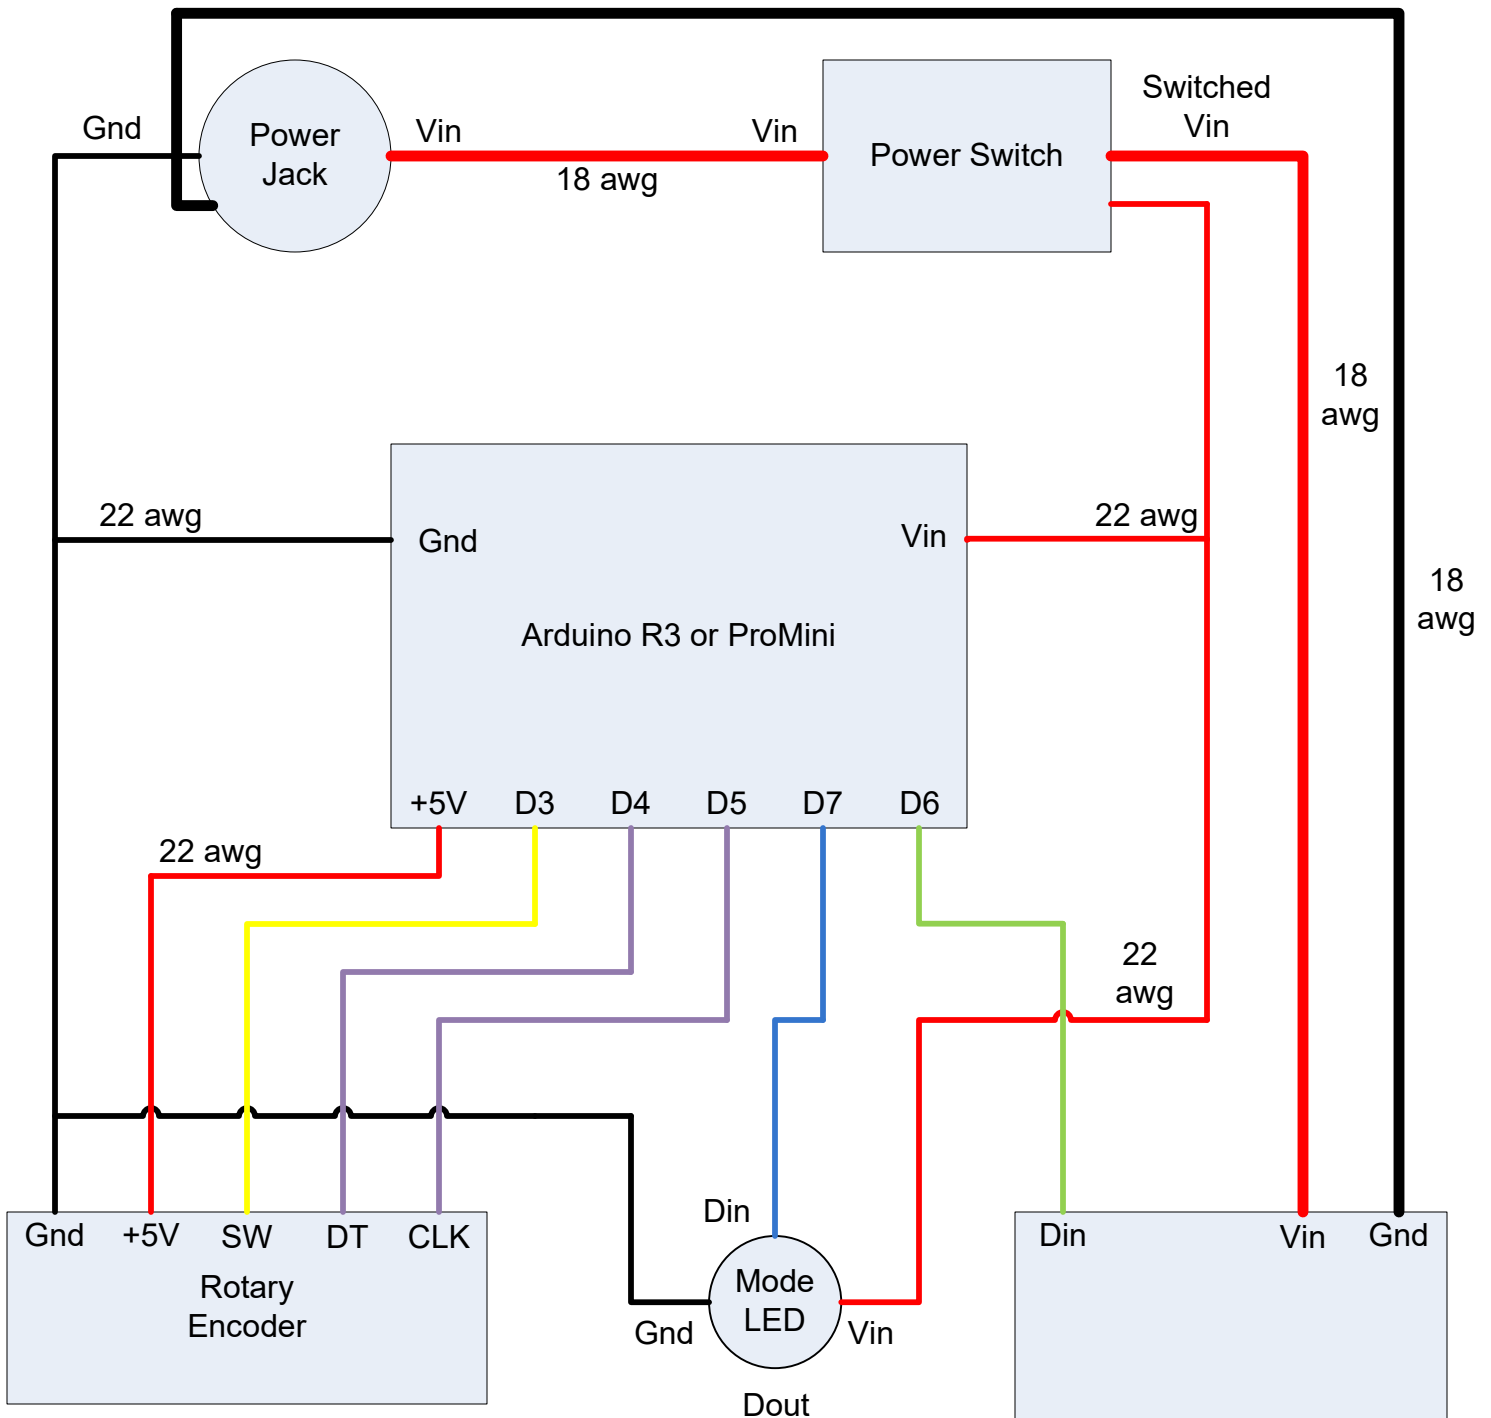 Switched
Vin
Gnd
Power
Jack
Vin
18 awg
Vin
Power Switch
18
awg
22 awg
Gnd
Vin
22 awg
Arduino R3 or ProMini
18
awg
+5V
D3
D4
D5
D7
D6
22 awg
22
awg
Gnd
+5V
SW
DT
CLK
Rotary
Encoder
Din
Mode
LED
Gnd
Vin
Dout
Din
Vin
Gnd